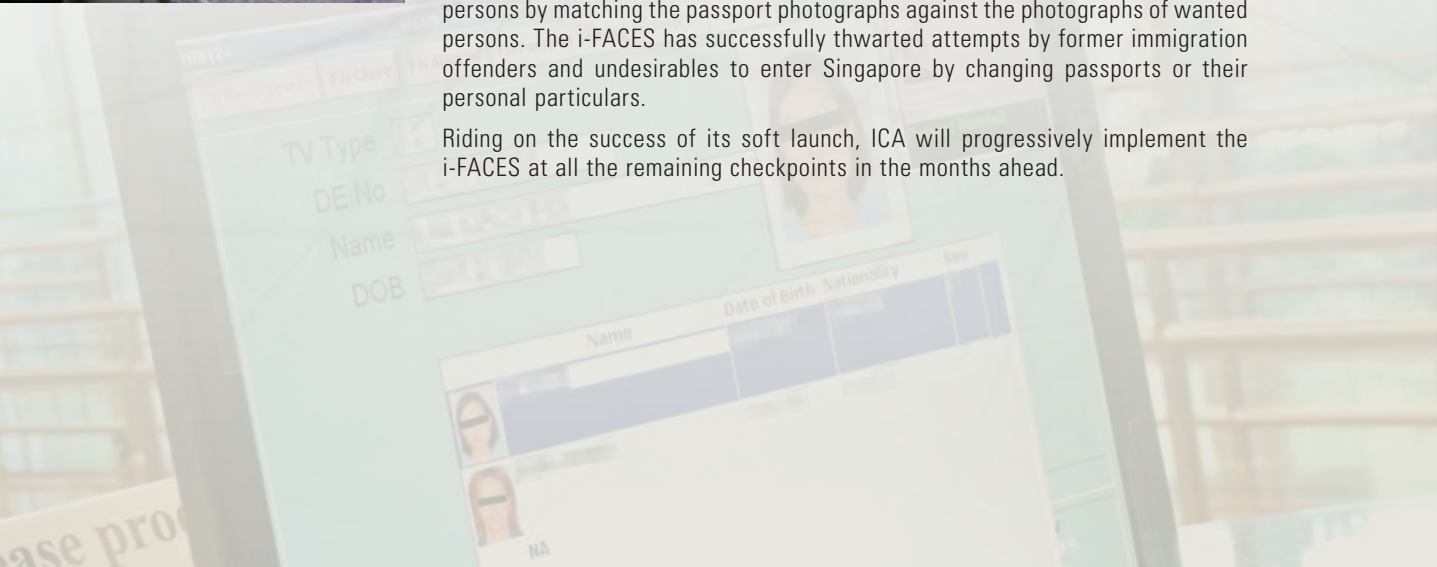 persons by matching the passport photographs against the photographs of wanted
persons. The i-FACES has successfully thwarted attempts by former immigration
offenders and undesirables to enter Singapore by changing passports or their
personal particulars.
Riding on the success of its soft launch, ICA will progressively implement the
i-FACES at all the remaining checkpoints in the months ahead.
TV Type
DE No
Name
DOB
Name Date of Birth Nationality Sex
NA
ease pro